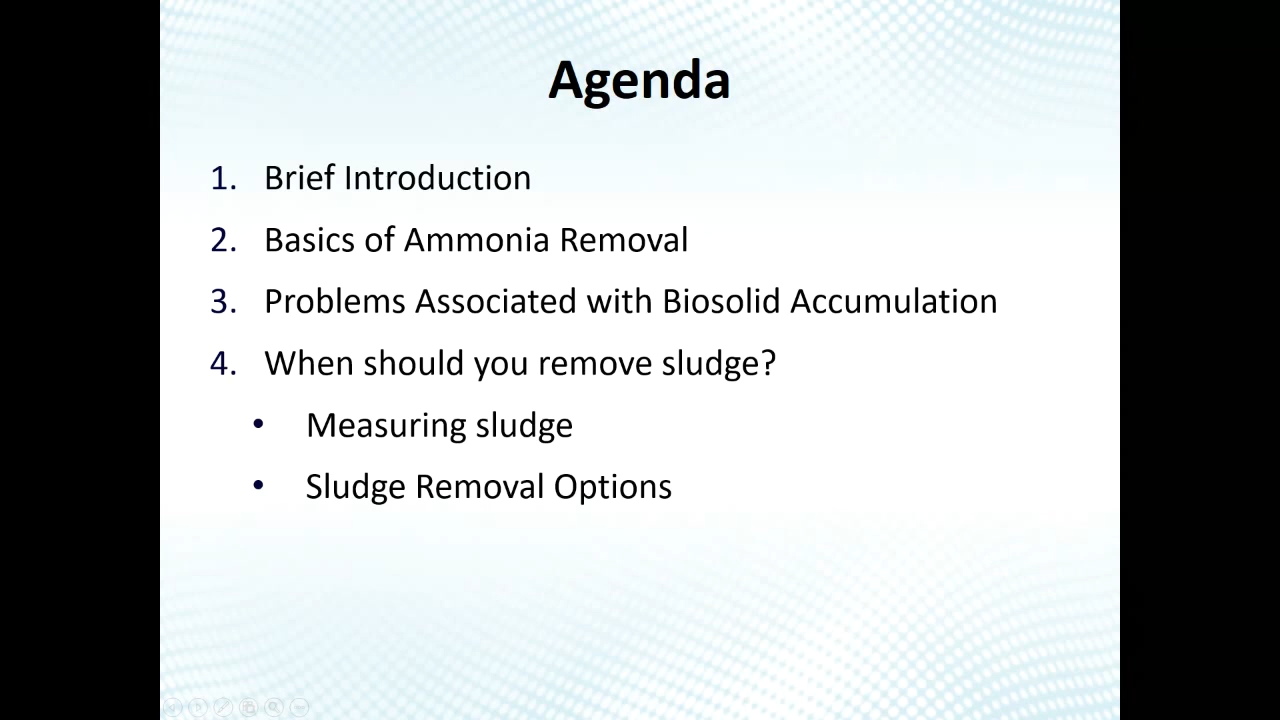 Agenda
1. Brief Introduction
2. Basics of Ammonia Removal
3. Problems Associated with Biosolid Accumulation
4. When should you remove sludge?
• Measuring sludge
• Sludge Removal Options